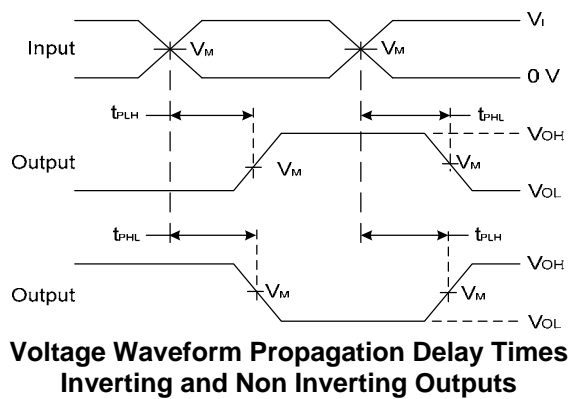 Input
VM
VM
VI
0 V
tPLH
tPHL
Output
VM
VM
VOH
VOL
tPHL
tPLH
Output
VM
VM
VOH
VOL
Voltage Waveform Propagation Delay Times
Inverting and Non Inverting Outputs